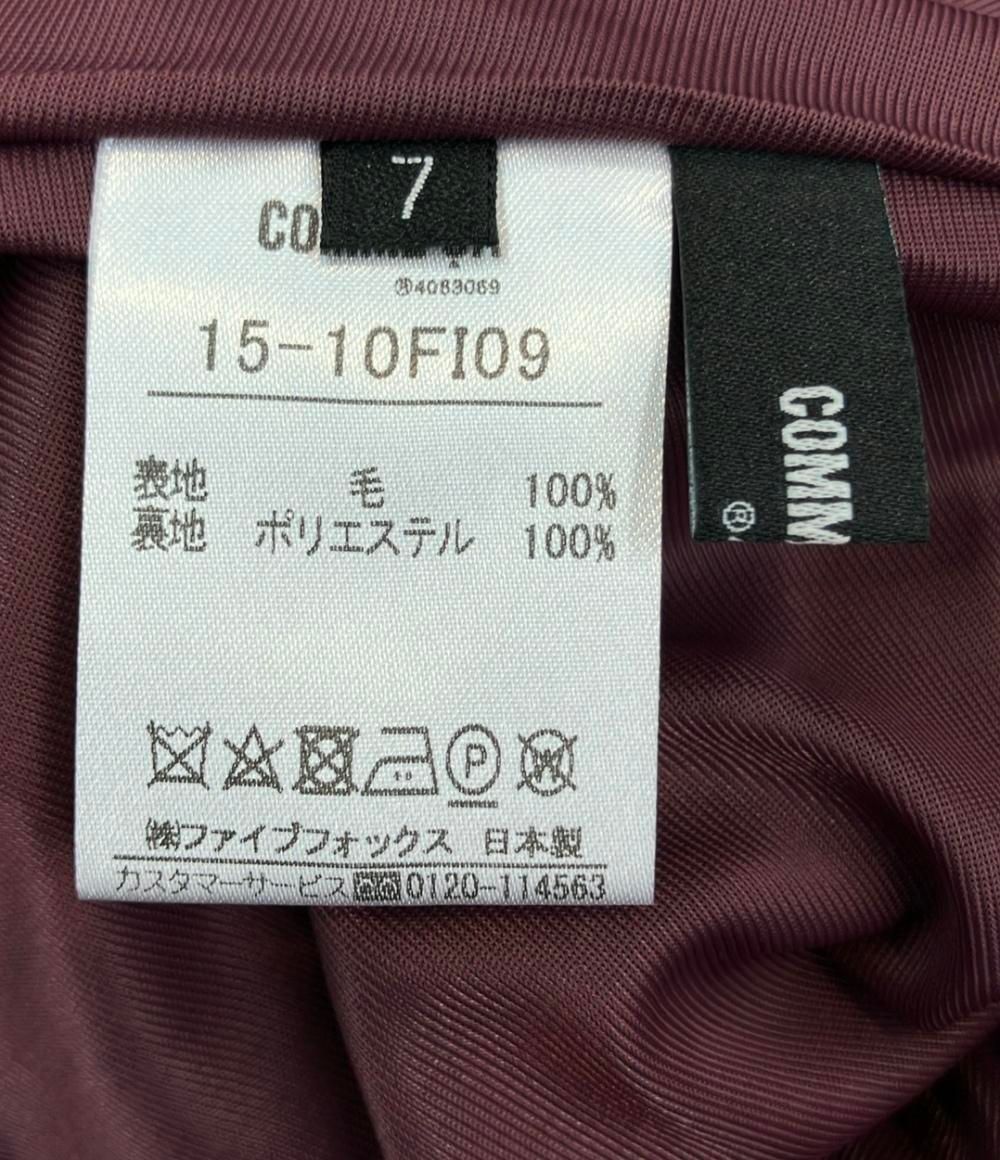 7
CO
®4083069
15-10FI09
表地 毛 100%
裏地 ポリエステル 100%
P
W
㈱ファイブフォックス 日本製
カスタマーサービス 0120-114563
COMM
®